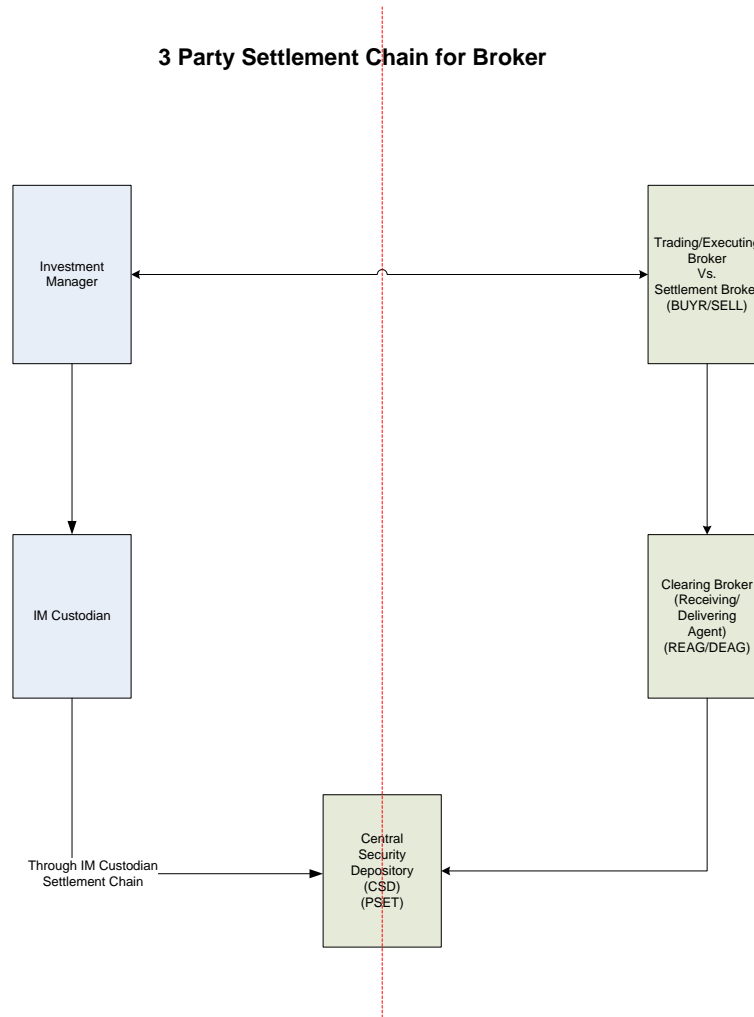 3 Party Settlement Chain for Broker
Investment
Manager
Trading/Executing
Broker
Vs.
Settlement Broke
(BUYR/SELL)
IM Custodian
Clearing Broker
(Receiving/
Delivering
Agent)
(REAG/DEAG)
Central
Security
Depository
(CSD)
(PSET)
Through IM Custodian
Settlement Chain